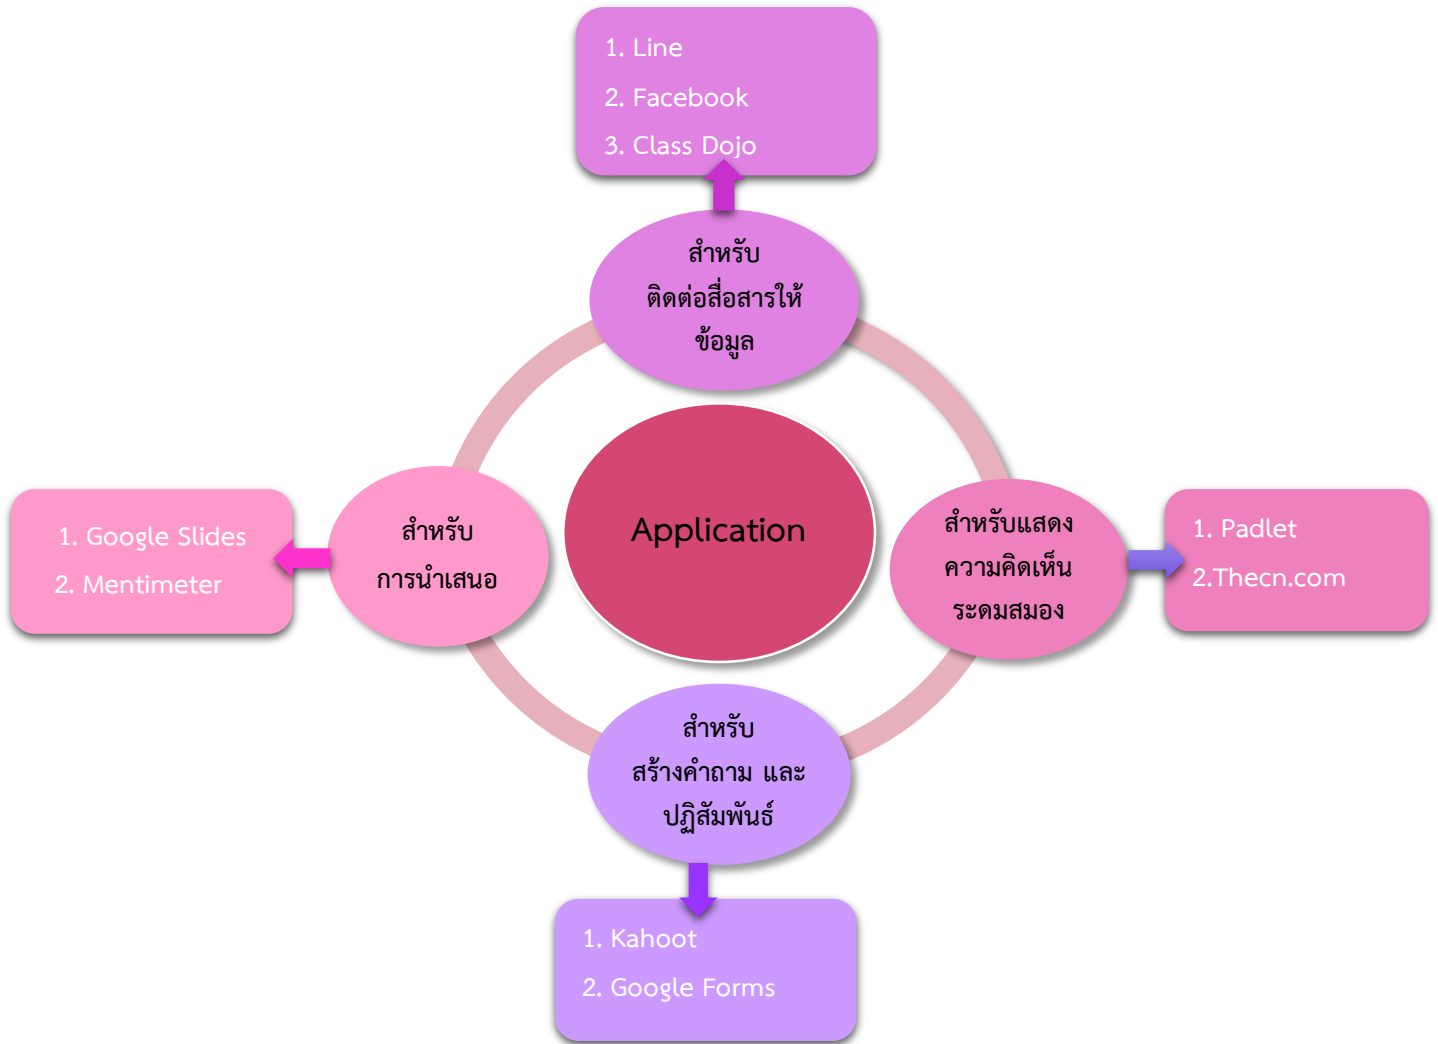 1. Line
2. Facebook
3. Class Dojo
สำหรับ
ติดต่อสื่อสารให้
ข้อมูล
Application
สำหรับ
การนำเสนอ
1. Google Slides
2. Mentimeter
สำหรับแสดง
ความคิดเห็น
ระดมสมอง
1. Padlet
2.Thecn.com
สำหรับ
สร้างคำถาม และ
ปฏิสัมพันธ์
1. Kahoot
2. Google Forms